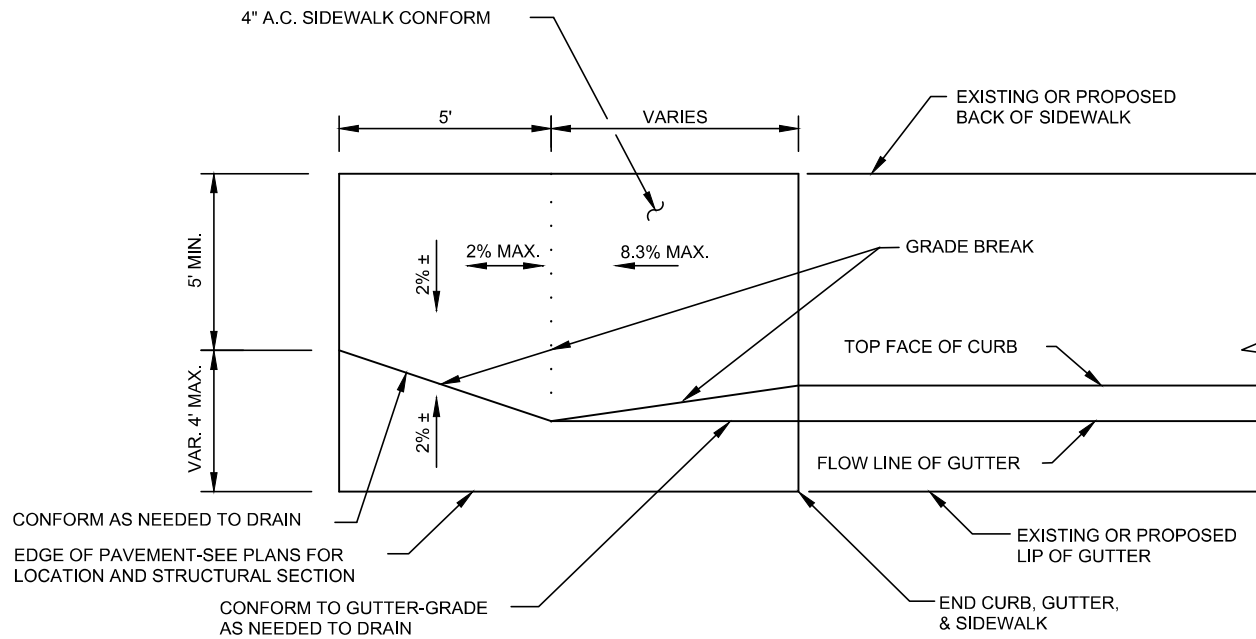 4" A.C. SIDEWALK CONFORM
5'
VARIES
EXISTING OR PROPOSED
BACK OF SIDEWALK
5' MIN.
2% ±
2% MAX.
8.3% MAX.
GRADE BREAK
TOP FACE OF CURB
VAR. 4' MAX.
2% ±
FLOW LINE OF GUTTER
CONFORM AS NEEDED TO DRAIN
EDGE OF PAVEMENT-SEE PLANS FOR
LOCATION AND STRUCTURAL SECTION
EXISTING OR PROPOSED
LIP OF GUTTER
CONFORM TO GUTTER-GRADE
AS NEEDED TO DRAIN
END CURB, GUTTER,
& SIDEWALK